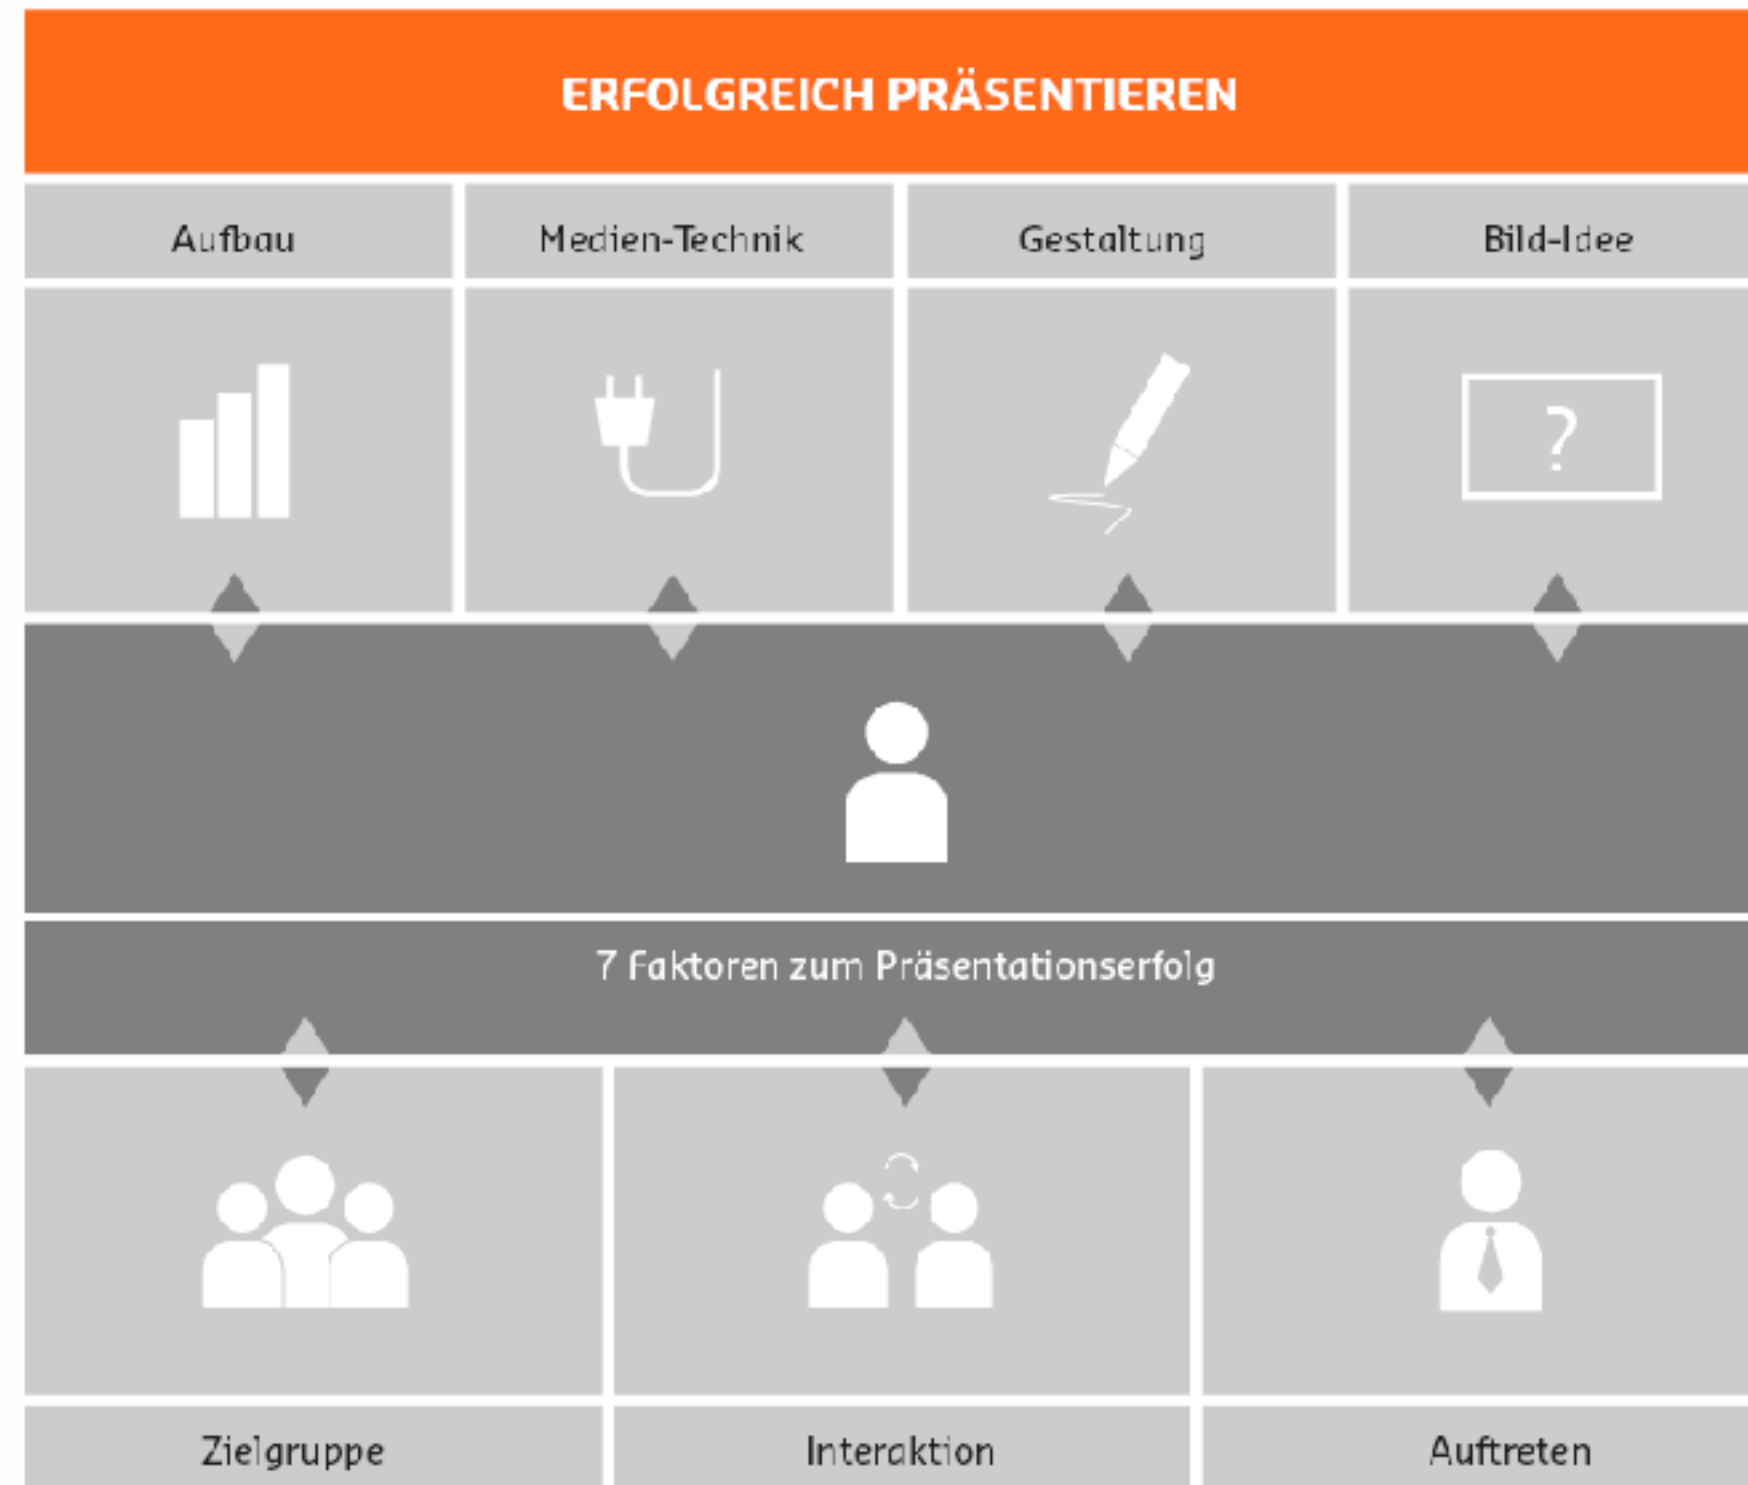 ERFOLGREICH PRÄSENTIEREN
Aufbau
Medien-Technik
Gestaltung
Bild-Idee
?
7 Faktoren zum Präsentationserfolg
Zielgruppe
Interaktion
Auftreten